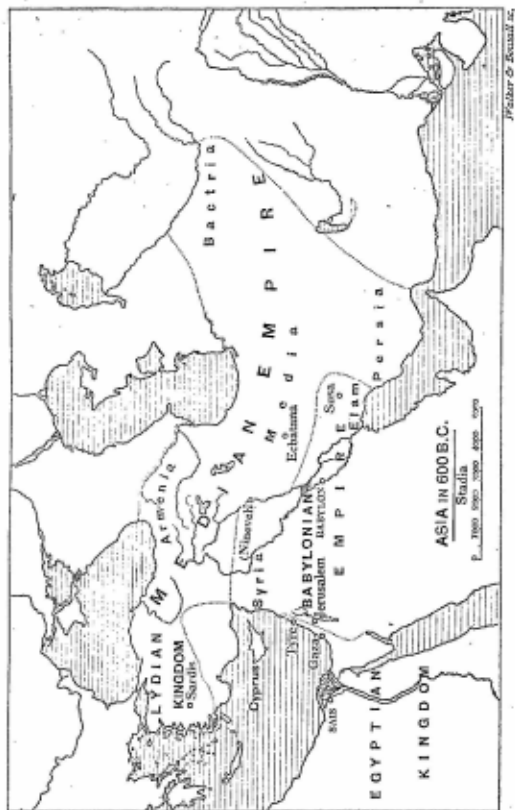 ASIA IN 600 B.C.
Stadia
LYDIAN
KINGDOM
Sardis
Armenia
MEDIAN EMPIRE
Media
Bactria
Ecbatana
(Nineveh)
Cyprus
Syria
Tyre
Jerusalem
Gaza
BABYLONIAN
EMPIRE
BABYLON
Susa
Elam
Persia
SAIS
EGYPTIAN
KINGDOM
Walker & Boutall sc.